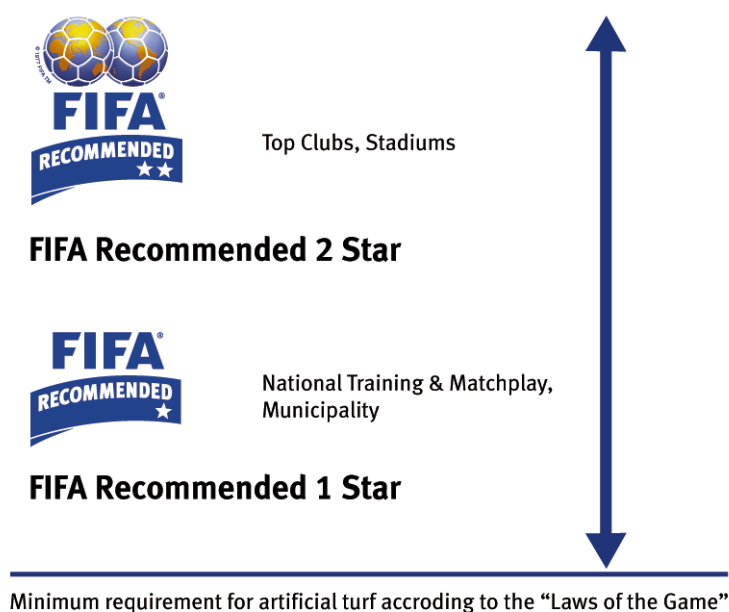 © 1977 FIFA TM
FIFA®
RECOMMENDED
Top Clubs, Stadiums
FIFA Recommended 2 Star
FIFA®
RECOMMENDED
National Training & Matchplay,
Municipality
FIFA Recommended 1 Star
Minimum requirement for artificial turf accroding to the “Laws of the Game”